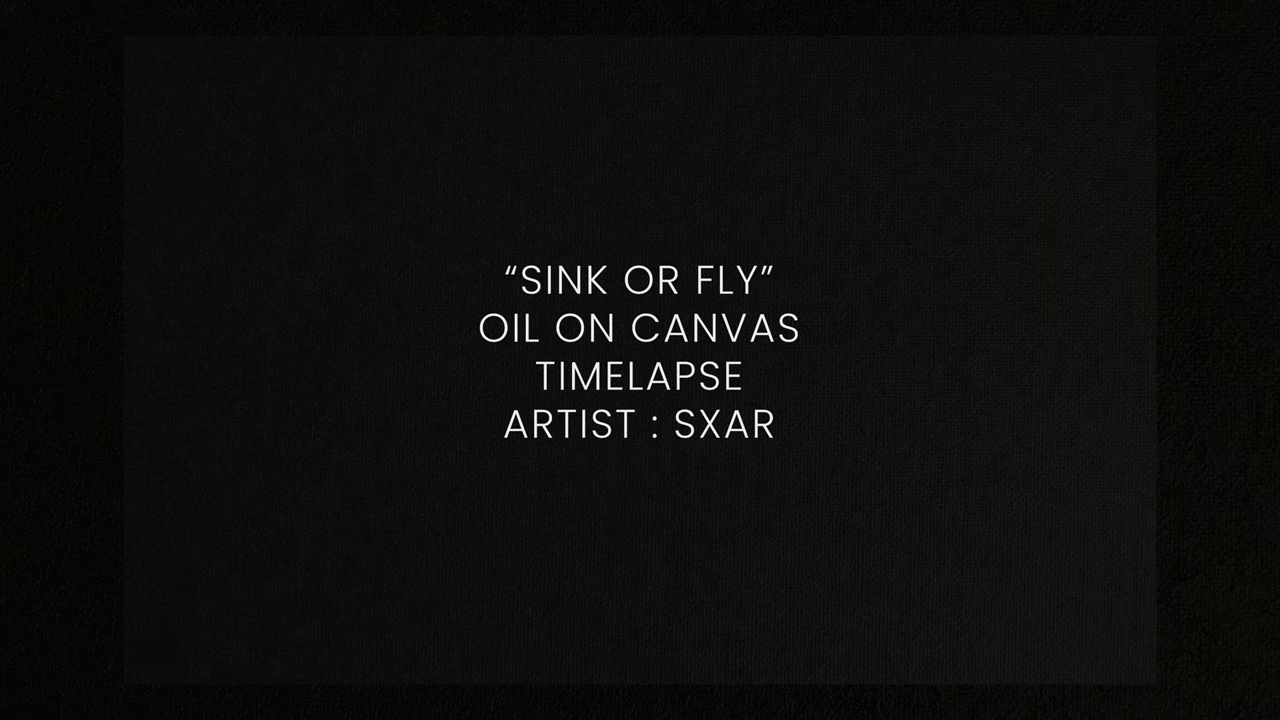 “SINK OR FLY”
OIL ON CANVAS
TIMELAPSE
ARTIST : SXAR